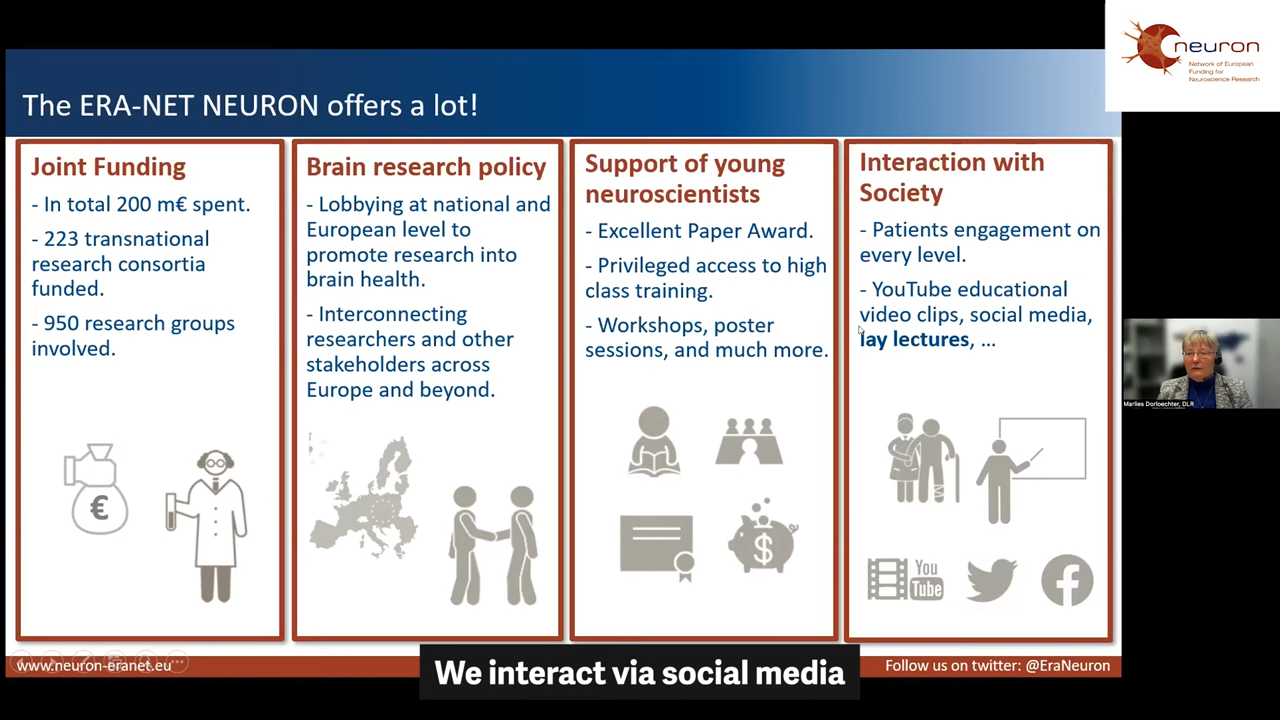 neuron
Network of European
Funding for
Neuroscience Research
The ERA-NET NEURON offers a lot!
Joint Funding
- In total 200 m€ spent.
- 223 transnational
research consortia
funded.
- 950 research groups
involved.
€
Brain research policy
- Lobbying at national and
European level to
promote research into
brain health.
- Interconnecting
researchers and other
stakeholders across
Europe and beyond.
Support of young
neuroscientists
- Excellent Paper Award.
- Privileged access to high
class training.
- Workshops, poster
sessions, and much more.
$
Interaction with
Society
- Patients engagement on
every level.
- YouTube educational
video clips, social media,
lay lectures, ...
You
Tube
f
Marlies Dorloechter, DLR
www.neuron-eranet.eu
Follow us on twitter: @EraNeuron
We interact via social media